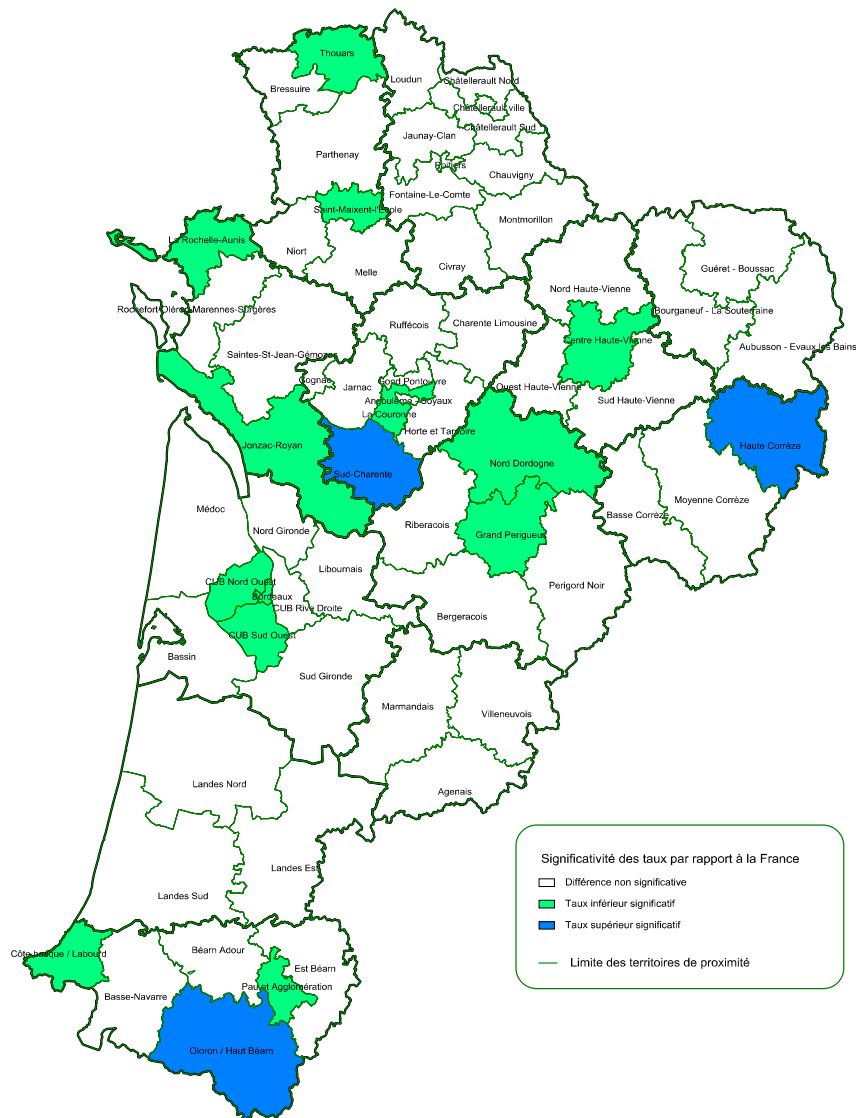 Thouars
Loudun
Châtellerault Nord
Bressuire
Châtellerault ville
Châtellerault Sud
Jaunay-Clan
Parthenay
Poitiers
Chauvigny
Fontaine-Le-Comte
Saint-Maixent-l'Ecole
Montmorillon
La Rochelle-Aunis
Niort
Melle
Civray
Guéret - Boussac
Nord Haute-Vienne
Rochefort Oléron-Marennes-Surgères
Bourganeuf - La Souterraine
Ruffécois
Charente Limousine
Centre Haute-Vienne
Aubusson - Evaux les Bains
Saintes-St-Jean-Gémozac
Cognac
Jarnac
Gond Pontouvre
Ouest Haute-Vienne
Angoulême - Soyaux
Sud Haute-Vienne
La Couronne
Horte et Tardoire
Jonzac-Royan
Haute Corrèze
Nord Dordogne
Sud-Charente
Moyenne Corrèze
Médoc
Basse Corrèze
Riberacois
Nord Gironde
Grand Perigueux
Libournais
CUB Nord Ouest
Perigord Noir
Bordeaux
CUB Rive Droite
Bergeracois
CUB Sud Ouest
Bassin
Sud Gironde
Marmandais
Villeneuvois
Landes Nord
Agenais
Landes Est
Landes Sud
Côte basque / Labourd
Béarn Adour
Est Béarn
Pau et Agglomération
Basse-Navarre
Oloron / Haut Béarn
Significativité des taux par rapport à la France
Différence non significative
Taux inférieur significatif
Taux supérieur significatif
Limite des territoires de proximité